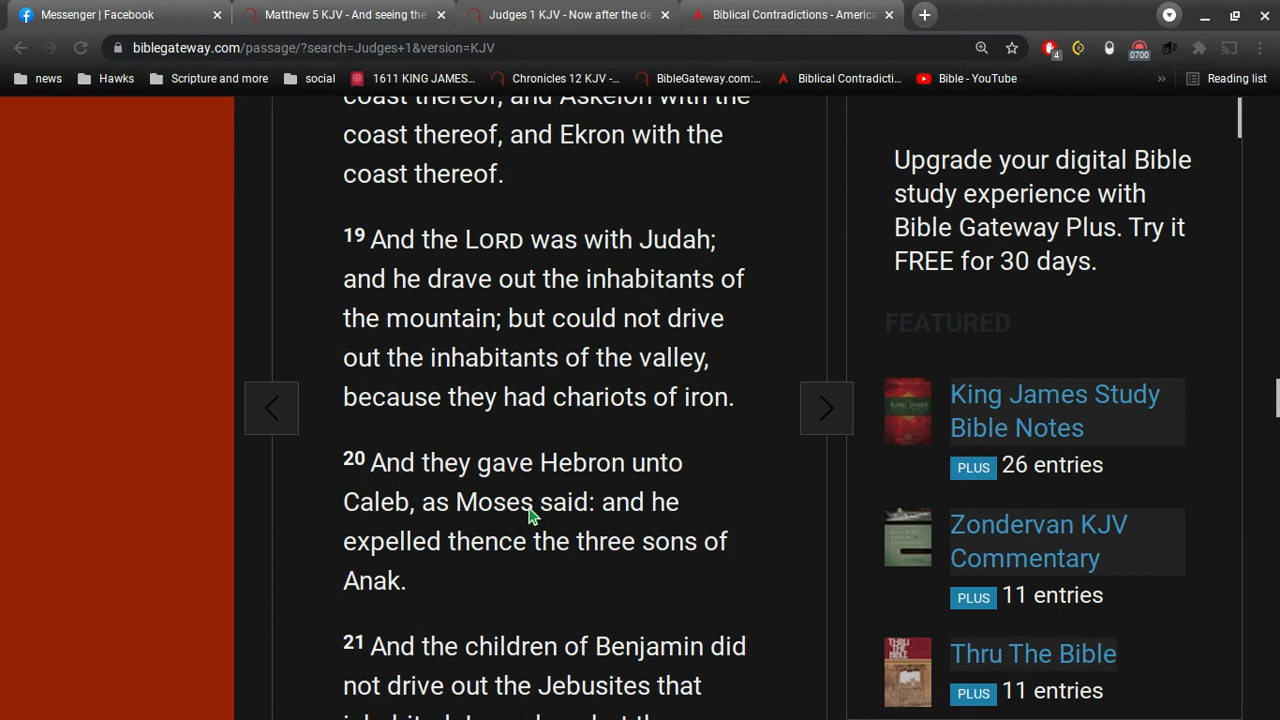 Messenger | Facebook
Matthew 5 KJV - And seeing the
Judges 1 KJV - Now after the de
Biblical Contradictions - America
biblegateway.com/passage/?search=Judges+1&version=KJV
4
0700
news
Hawks
Scripture and more
social
1611 KING JAMES...
Chronicles 12 KJV -...
BibleGateway.com:...
Biblical Contradicti...
Bible - YouTube
»
Reading list
coast thereof, and Askelon with the
coast thereof, and Ekron with the
coast thereof.
19 And the LORD was with Judah;
and he drave out the inhabitants of
the mountain; but could not drive
out the inhabitants of the valley,
because they had chariots of iron.
20 And they gave Hebron unto
Caleb, as Moses said: and he
expelled thence the three sons of
Anak.
21 And the children of Benjamin did
not drive out the Jebusites that
Upgrade your digital Bible
study experience with
Bible Gateway Plus. Try it
FREE for 30 days.
FEATURED
King James Study
Bible Notes
PLUS 26 entries
Zondervan KJV
Commentary
PLUS 11 entries
Thru The Bible
PLUS 11 entries